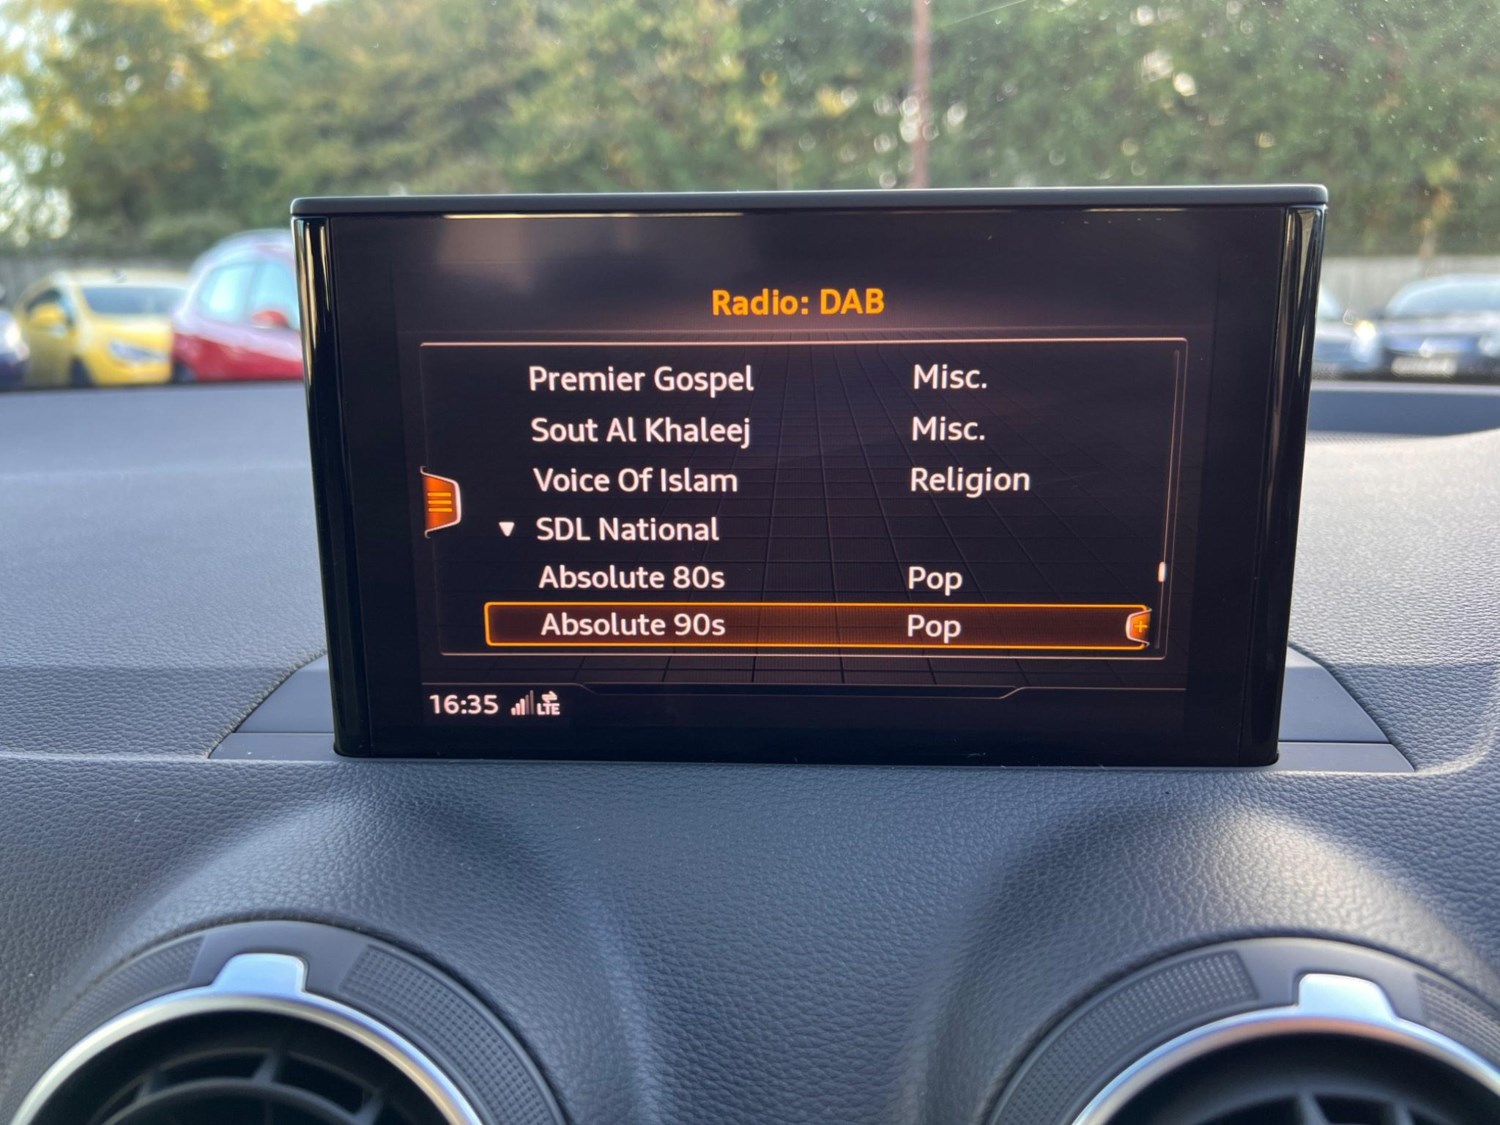 Radio: DAB
Premier Gospel Misc.
Sout Al Khaleej Misc.
Voice Of Islam Religion
SDL National
Absolute 80s Pop
Absolute 90s Pop
16:35 LTE